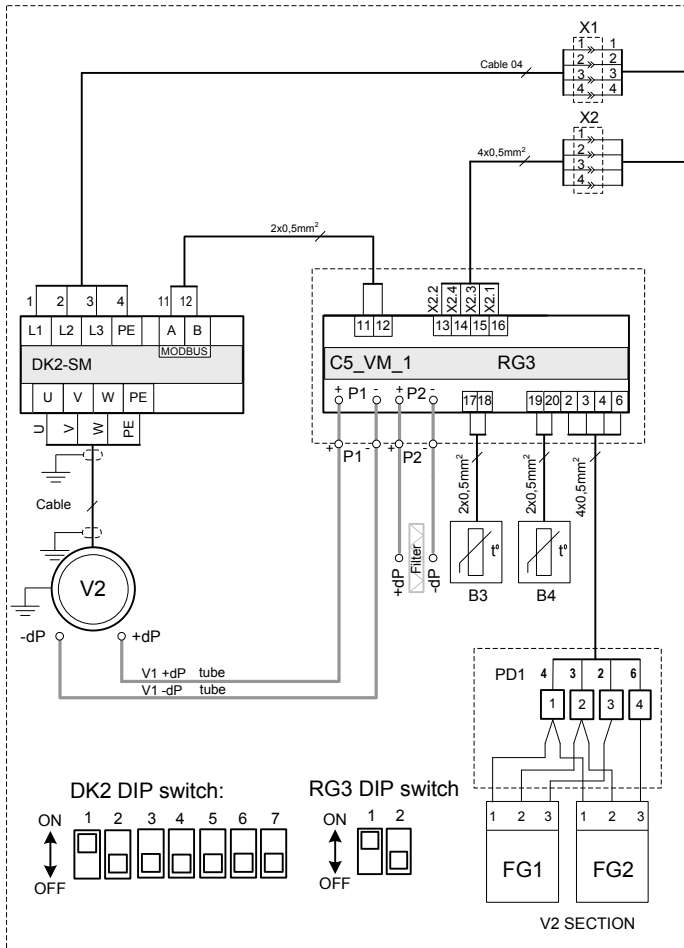 X1
1 1
2 2
3 3
4 4
Cable 04
X2
1
2
3
4
4x0,5mm²
2x0,5mm²
1 2 3 4 11 12
L1 L2 L3 PE A B
MODBUS
DK2-SM
U V W PE
U V W PE
Cable
V2
-dP +dP
V1 +dP tube
V1 -dP tube
X2.2 X2.4 X2.3 X2.1
11 12 13 14 15 16
C5_VM_1 RG3
+ P1 - + P2 -
17 18 19 20 2 3 4 6
+ P1 - + P2 -
2x0,5mm²
2x0,5mm²
4x0,5mm²
+dP Filter -dP
t° t°
B3 B4
PD1
4 3 2 6
1 2 3 4
1 2 3 1 2 3
FG1 FG2
V2 SECTION
DK2 DIP switch:
ON 1 2 3 4 5 6 7
OFF
RG3 DIP switch
ON 1 2
OFF